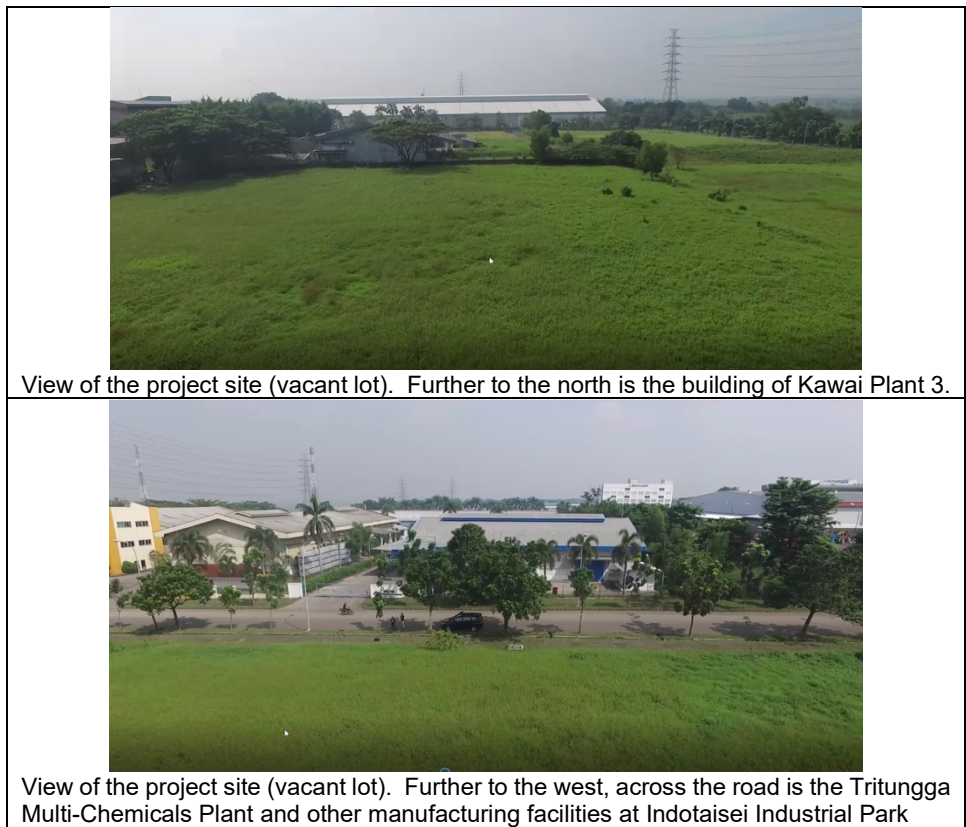 View of the project site (vacant lot).  Further to the north is the building of Kawai Plant 3.
View of the project site (vacant lot).  Further to the west, across the road is the Tritungga
Multi-Chemicals Plant and other manufacturing facilities at Indotaisei Industrial Park